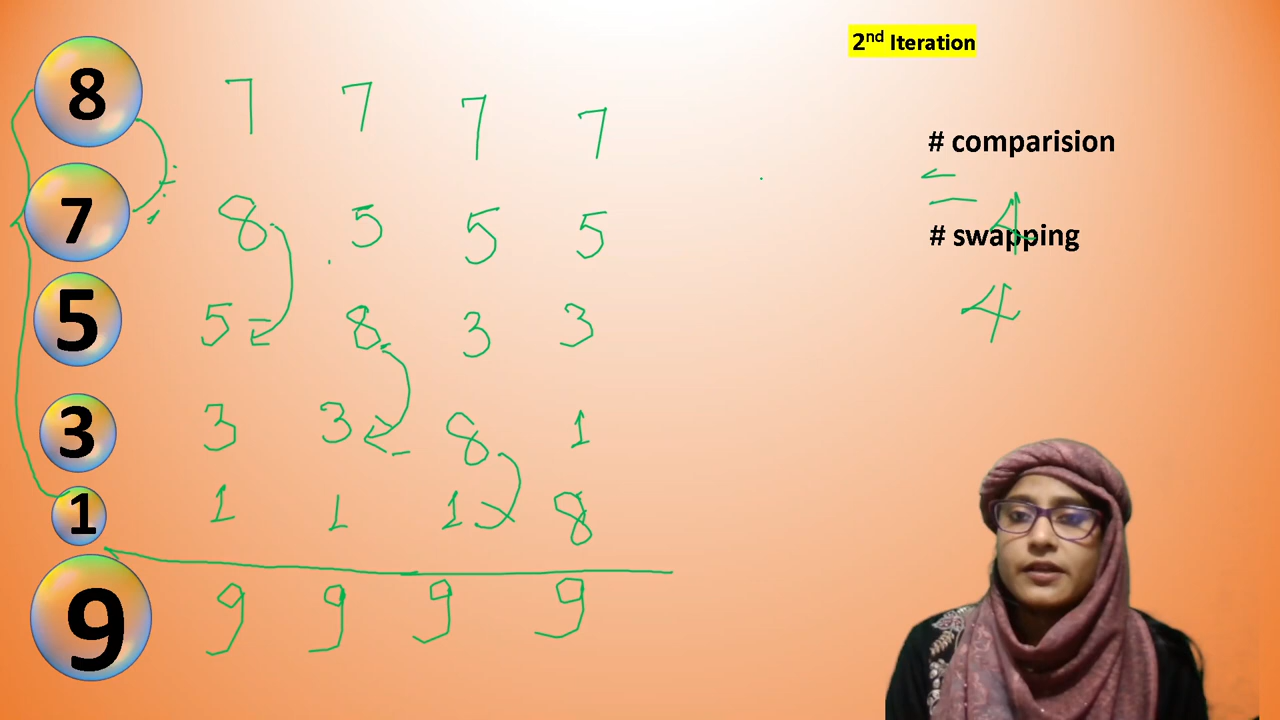 2nd Iteration
8 7 7 7 7
# comparision
4
7 8 5 5 5
# swapping
4
5 5 8 3 3
3 3 3 8 1
1 1 1 1 8
9 9 9 9 9